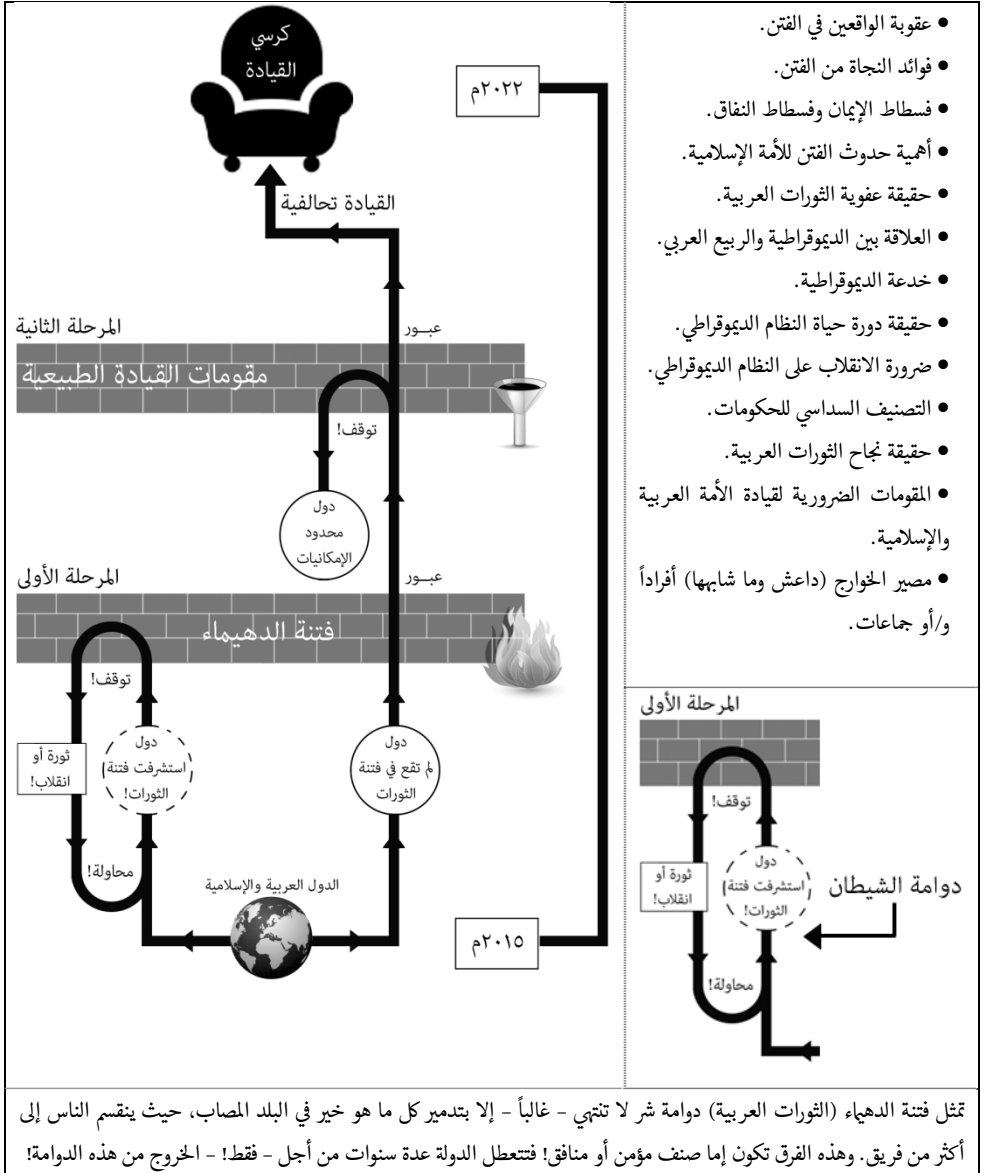 • عقوبة الواقعين في الفتن.
• فوائد النجاة من الفتن.
• فسطاط الإيمان وفسطاط النفاق.
• أهمية حدوث الفتن للأمة الإسلامية.
• حقيقة عفوية الثورات العربية.
• العلاقة بين الديموقراطية والربيع العربي.
• خدعة الديموقراطية.
• حقيقة دورة حياة النظام الديموقراطي.
• ضرورة الانقلاب على النظام الديموقراطي.
• التصنيف السداسي للحكومات.
• حقيقة نجاح الثورات العربية.
• المقومات الضرورية لقيادة الأمة العربية
والإسلامية.
• مصير الخوارج (داعش وما شابهها) أفراداً
و/أو جماعات.
المرحلة الأولى
توقف!
دول
استشرفت فتنة
الثورات!
ثورة أو
انقلاب!
محاولة!
دوامة الشيطان
كرسي
القيادة
٢٠٢٢م
القيادة تحالفية
عبــور
المرحلة الثانية
مقومات القيادة الطبيعية
توقف!
دول
محدود
الإمكانيات
عبــور
المرحلة الأولى
فتنة الدهيماء
توقف!
دول
لم تقع في فتنة
الثورات
دول
استشرفت فتنة
الثورات!
ثورة أو
انقلاب!
محاولة!
الدول العربية والإسلامية
٢٠١٥م
تمثل فتنة الدهيماء (الثورات العربية) دوامة شر لا تنتهي - غالباً - إلا بتدمير كل ما هو خير في البلد المصاب، حيث ينقسم الناس إلى
أكثر من فريق. وهذه الفرق تكون إما صنف مؤمن أو منافق! فتتعطل الدولة عدة سنوات من أجل - فقط! - الخروج من هذه الدوامة!